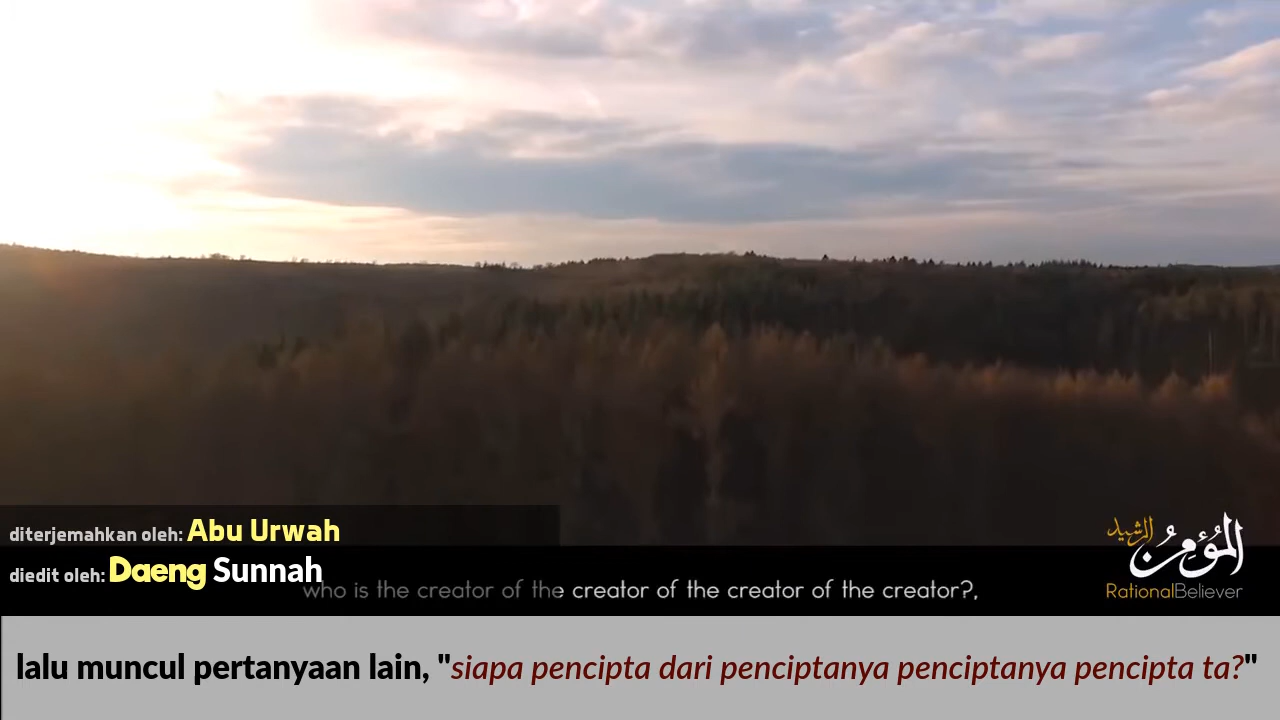 diterjemahkan oleh: Abu Urwah
diedit oleh: Daeng Sunnah
who is the creator of the creator of the creator of the creator?,
المؤمن الرشيد
RationalBeliever
lalu muncul pertanyaan lain, "siapa pencipta dari penciptanya penciptanya pencipta ta?"